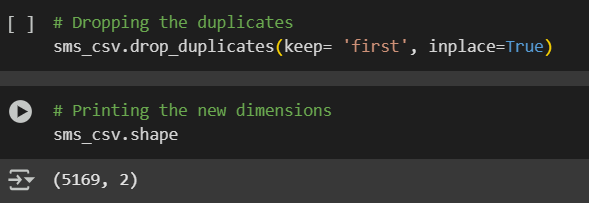 [ ] # Dropping the duplicates
sms_csv.drop_duplicates(keep= 'first', inplace=True)
# Printing the new dimensions
sms_csv.shape
(5169, 2)